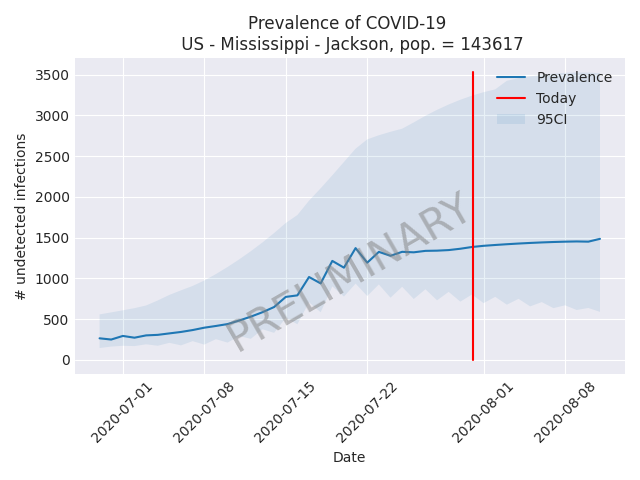 Prevalence of COVID-19
US - Mississippi - Jackson, pop. = 143617
3500
3000
2500
2000
1500
1000
500
0
# undetected infections
Prevalence
Today
95CI
PRELIMINARY
2020-07-01
2020-07-08
2020-07-15
2020-07-22
2020-08-01
2020-08-08
Date